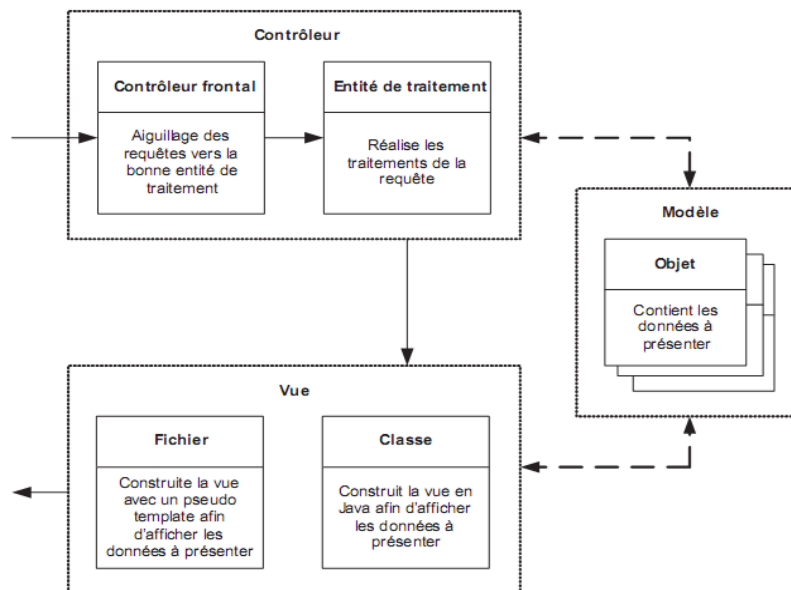 Contrôleur
Contrôleur frontal
Aiguillage des
requêtes vers la
bonne entité de
traitement
Entité de traitement
Réalise les
traitements de la
requête
Modèle
Objet
Contient les
données à
présenter
Vue
Fichier
Construite la vue
avec un pseudo
template afin
d'afficher les
données à présenter
Classe
Construit la vue en
Java afin d'afficher
les données à
présenter